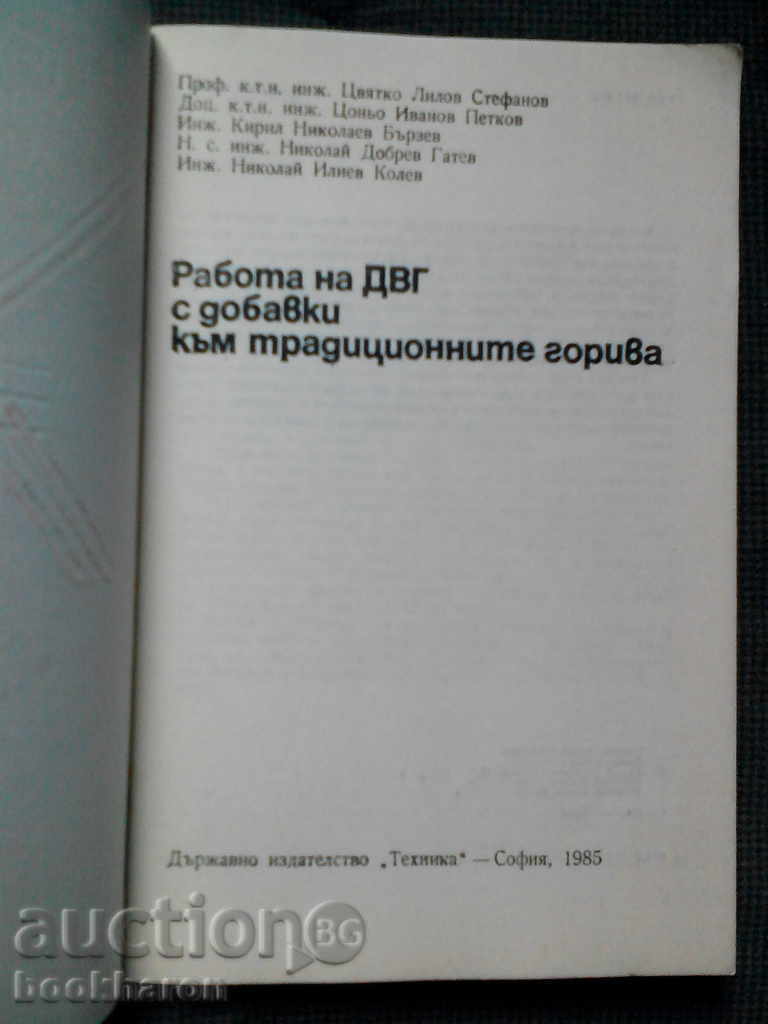 Проф. к.т.н. инж. Цвятко Лилов Стефанов
Доц. к.т.н. инж. Цоньо Иванов Петков
Инж. Кирил Николаев Бързев
Н. с. инж. Николай Добрев Гатев
Инж. Николай Илиев Колев
Работа на ДВГ
с добавки
към традиционните горива
Държавно издателство „Техника“ — София, 1985
auction BG
bookharon